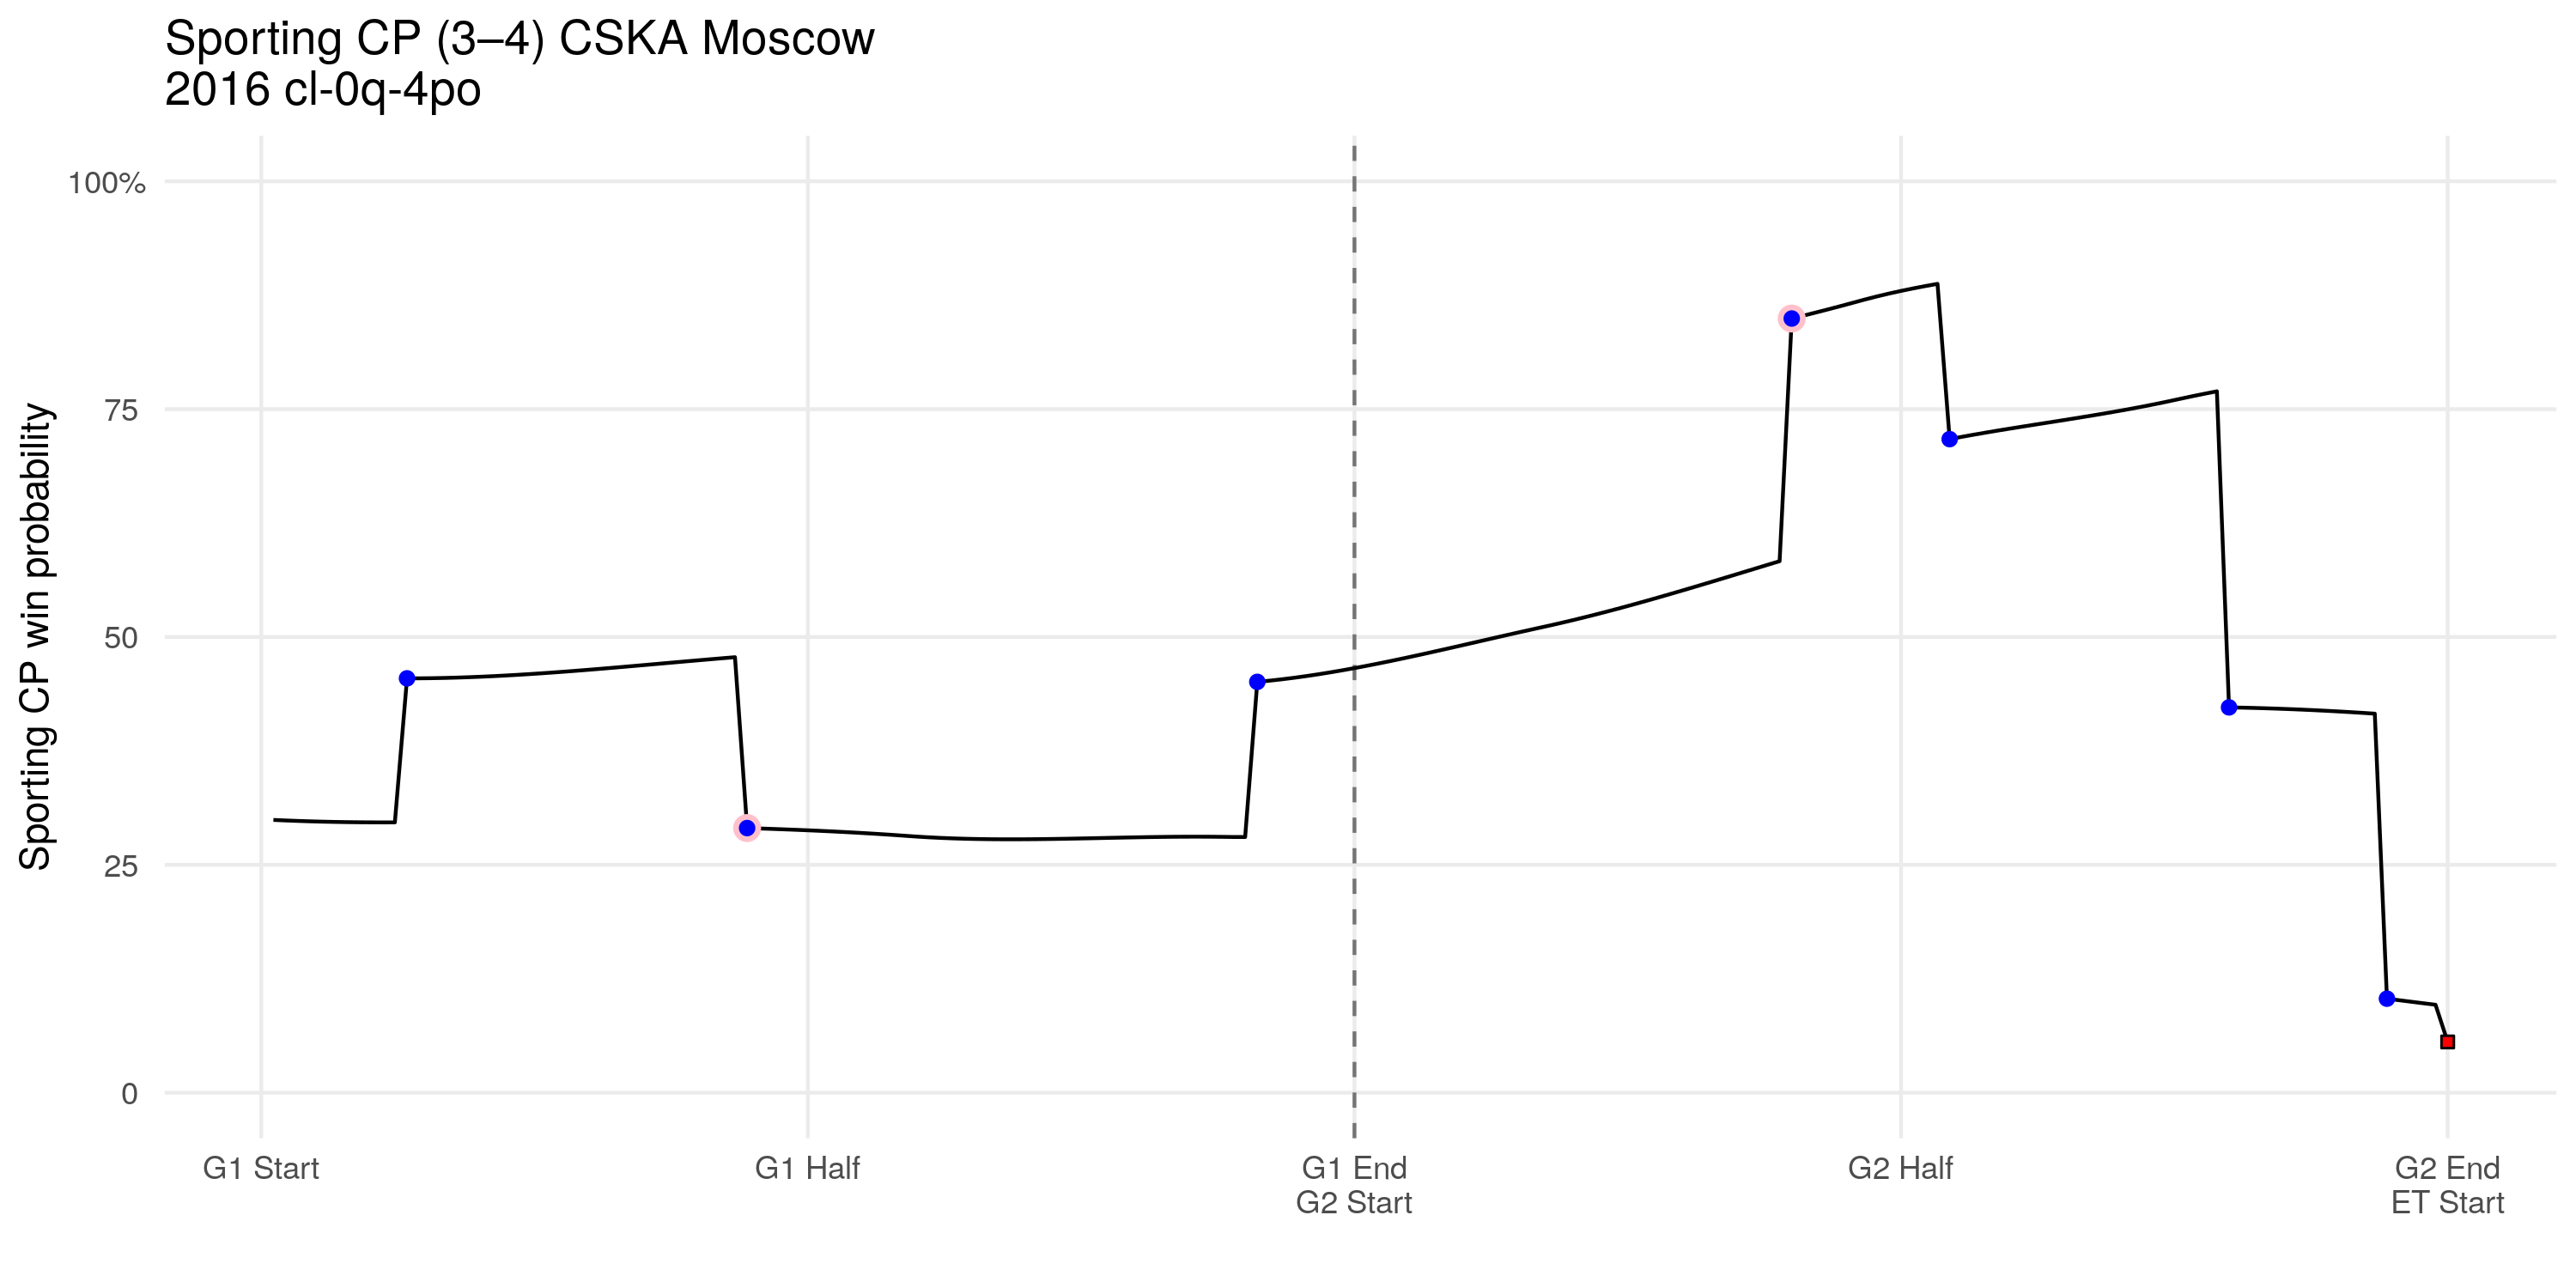 Sporting CP (3–4) CSKA Moscow
2016 cl-0q-4po
Sporting CP win probability
100%
75
50
25
0
G1 Start
G1 Half
G1 End
G2 Start
G2 Half
G2 End
ET Start